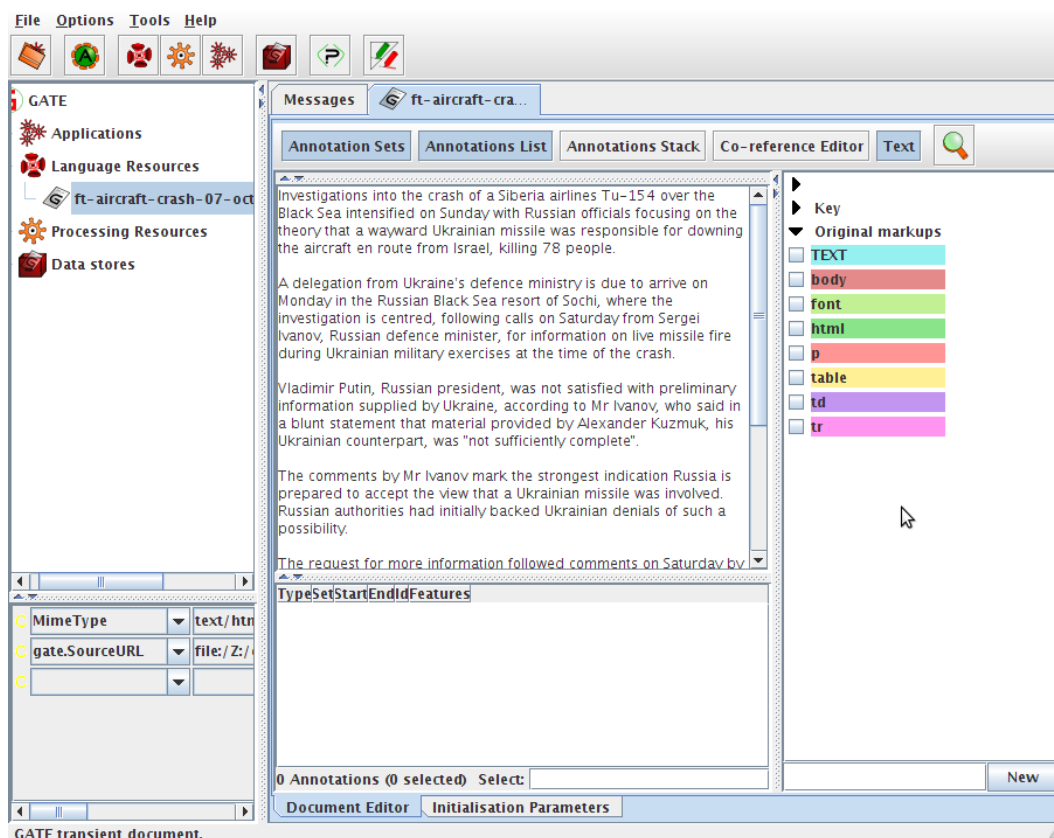 File Options Tools Help
GATE
Applications
Language Resources
ft-aircraft-crash-07-oct
Processing Resources
Data stores
MimeType text/htn
gate.SourceURL file:/Z:/
Messages ft-aircraft-cra...
Annotation Sets Annotations List Annotations Stack Co-reference Editor Text
Investigations into the crash of a Siberia airlines Tu-154 over the
Black Sea intensified on Sunday with Russian officials focusing on the
theory that a wayward Ukrainian missile was responsible for downing
the aircraft en route from Israel, killing 78 people.
A delegation from Ukraine's defence ministry is due to arrive on
Monday in the Russian Black Sea resort of Sochi, where the
investigation is centred, following calls on Saturday from Sergei
Ivanov, Russian defence minister, for information on live missile fire
during Ukrainian military exercises at the time of the crash.
Vladimir Putin, Russian president, was not satisfied with preliminary
information supplied by Ukraine, according to Mr Ivanov, who said in
a blunt statement that material provided by Alexander Kuzmuk, his
Ukrainian counterpart, was "not sufficiently complete".
The comments by Mr Ivanov mark the strongest indication Russia is
prepared to accept the view that a Ukrainian missile was involved.
Russian authorities had initially backed Ukrainian denials of such a
possibility.
The request for more information followed comments on Saturday by
Type Set Start End Id Features
0 Annotations (0 selected) Select:
Document Editor Initialisation Parameters
Key
Original markups
TEXT
body
font
html
p
table
td
tr
New
GATE transient document.